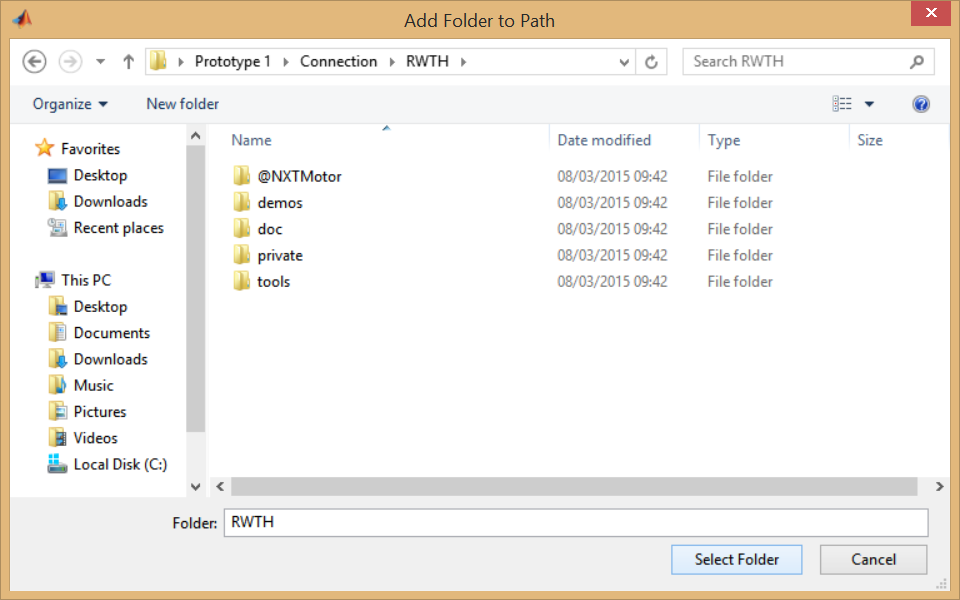 Add Folder to Path
Prototype 1 Connection RWTH Search RWTH
Organize New folder
Name Date modified Type Size
Favorites
Desktop
Downloads
Recent places
This PC
Desktop
Documents
Downloads
Music
Pictures
Videos
Local Disk (C:)
@NXTMotor 08/03/2015 09:42 File folder
demos 08/03/2015 09:42 File folder
doc 08/03/2015 09:42 File folder
private 08/03/2015 09:42 File folder
tools 08/03/2015 09:42 File folder
Folder: RWTH
Select Folder Cancel